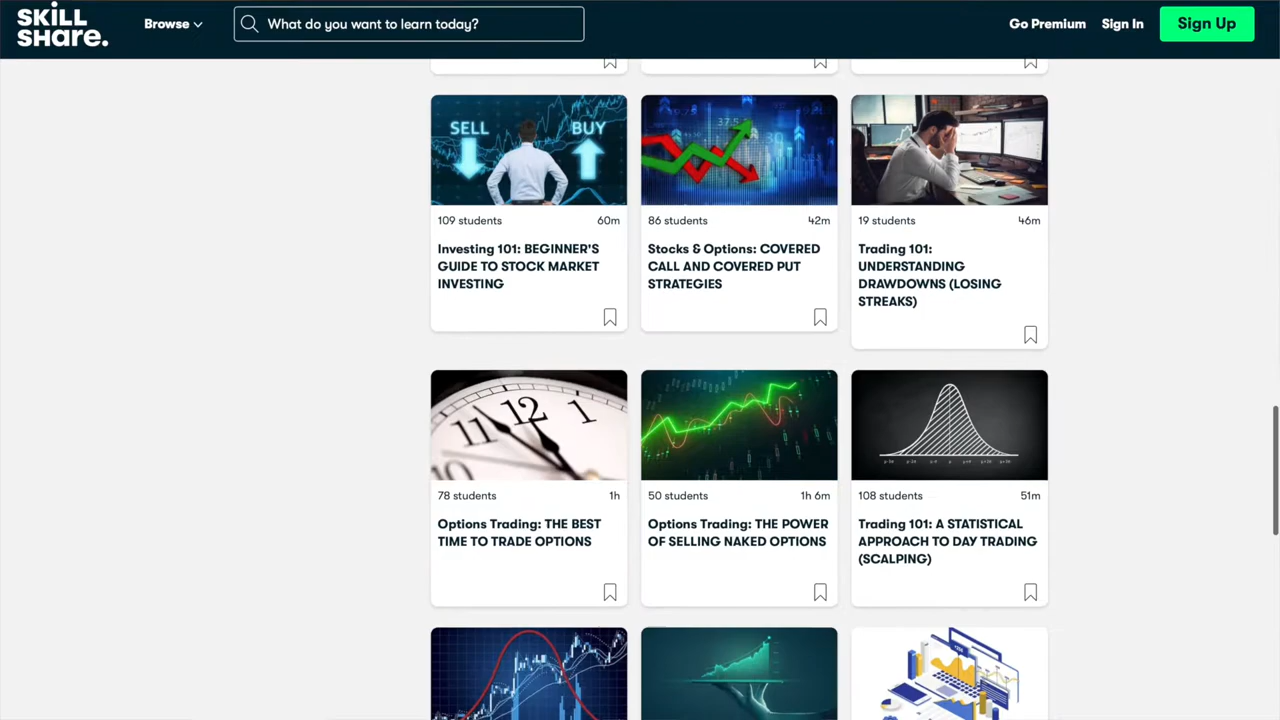 SKiLL
SHare.
Browse
What do you want to learn today?
Go Premium
Sign In
Sign Up
SELL
BUY
109 students
60m
Investing 101: BEGINNER'S
GUIDE TO STOCK MARKET
INVESTING
86 students
42m
Stocks & Options: COVERED
CALL AND COVERED PUT
STRATEGIES
19 students
46m
Trading 101:
UNDERSTANDING
DRAWDOWNS (LOSING
STREAKS)
10
11
12
1
78 students
1h
Options Trading: THE BEST
TIME TO TRADE OPTIONS
50 students
1h 6m
Options Trading: THE POWER
OF SELLING NAKED OPTIONS
108 students
51m
Trading 101: A STATISTICAL
APPROACH TO DAY TRADING
(SCALPING)